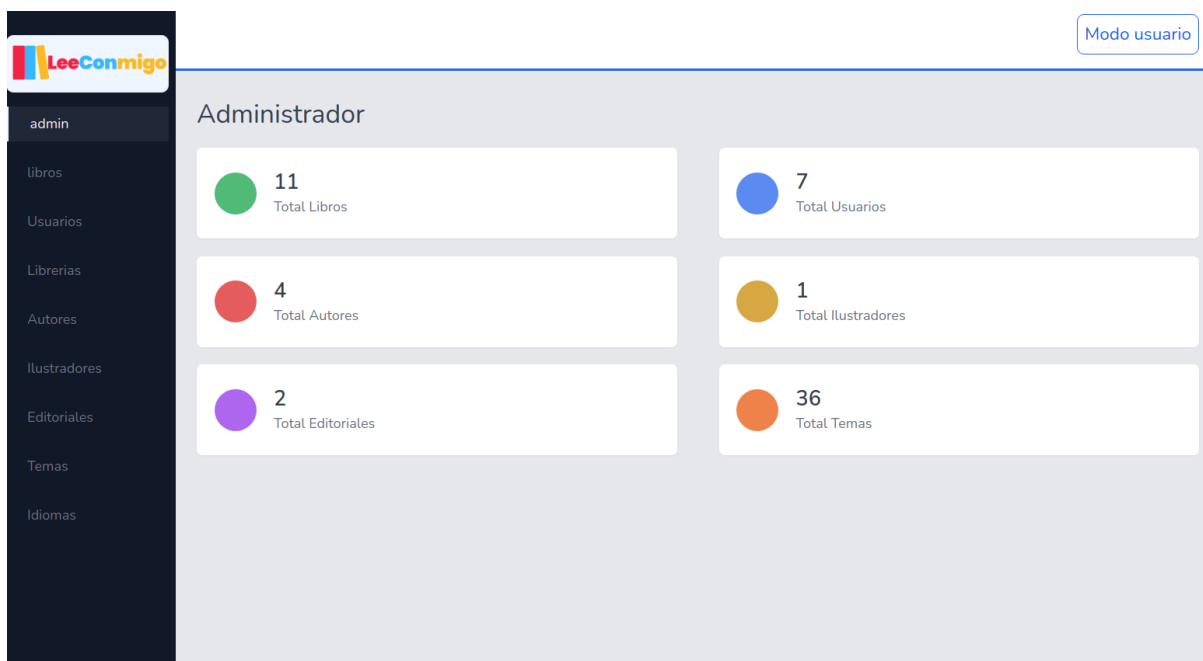 LeeConmigo
Modo usuario
admin
libros
Usuarios
Librerias
Autores
Ilustradores
Editoriales
Temas
Idiomas
Administrador
11
Total Libros
7
Total Usuarios
4
Total Autores
1
Total Ilustradores
2
Total Editoriales
36
Total Temas